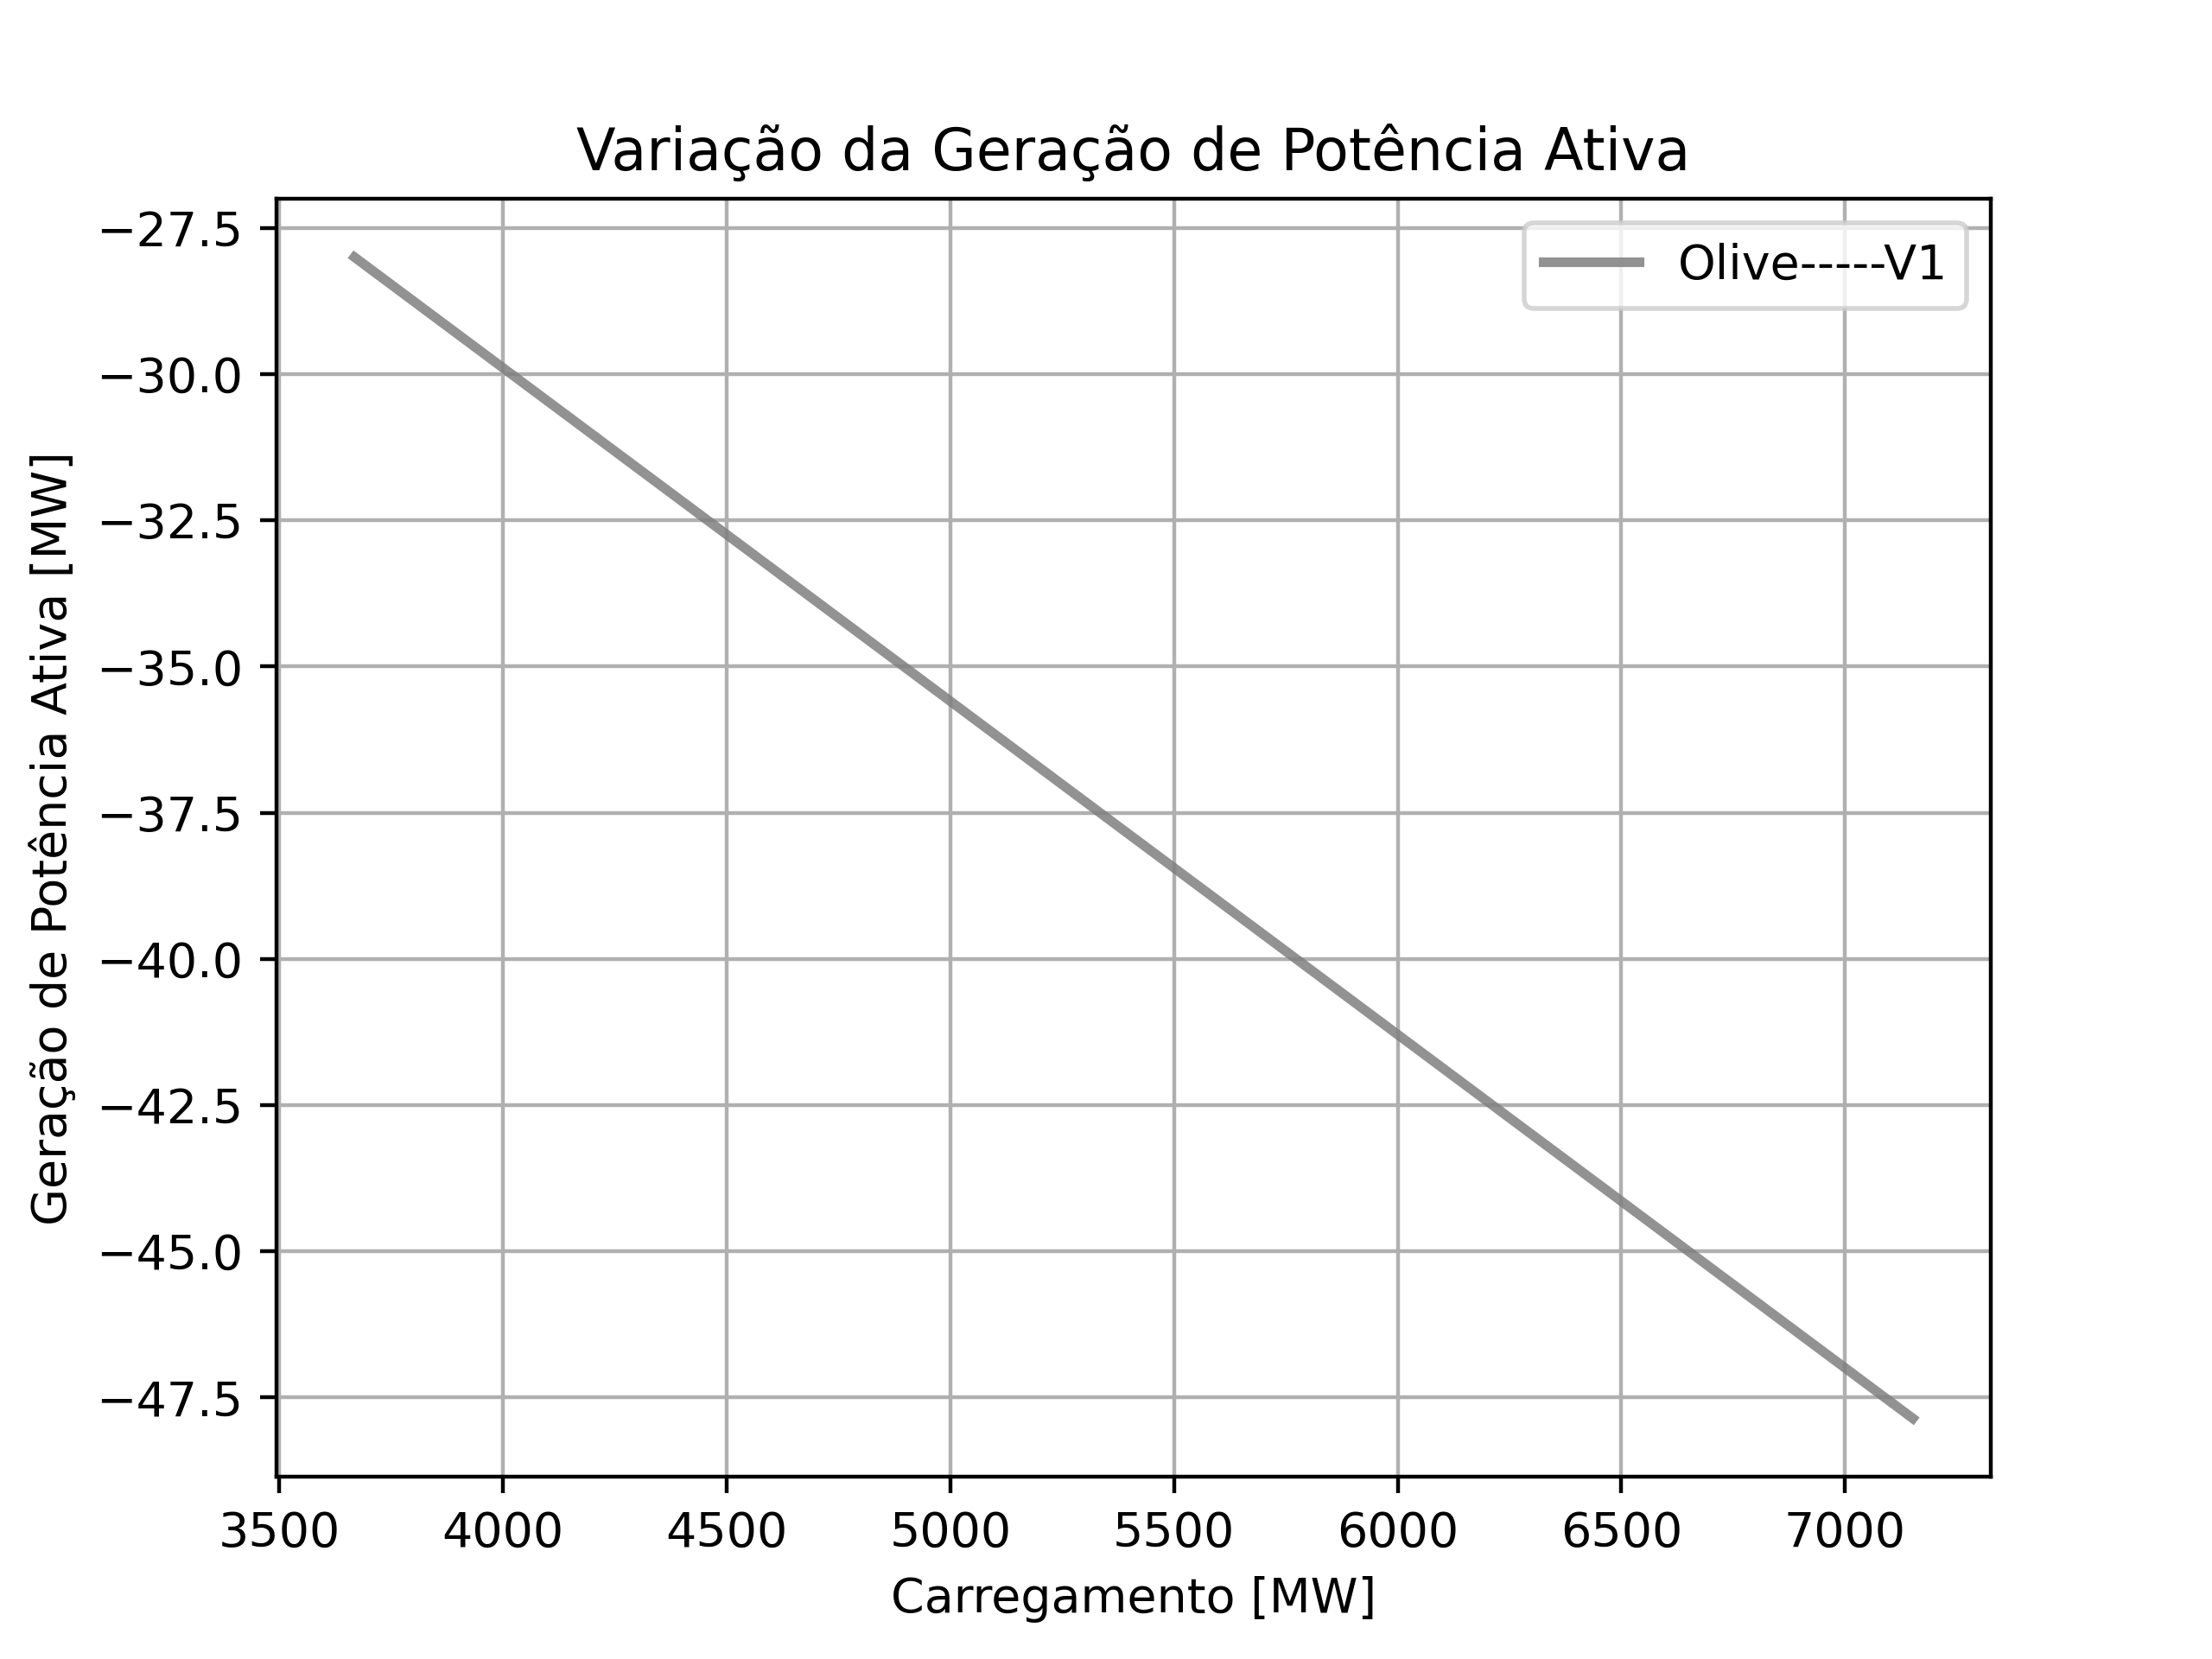 Variação da Geração de Potência Ativa
Olive-----V1
Geração de Potência Ativa [MW]
−27.5
−30.0
−32.5
−35.0
−37.5
−40.0
−42.5
−45.0
−47.5
3500 4000 4500 5000 5500 6000 6500 7000
Carregamento [MW]